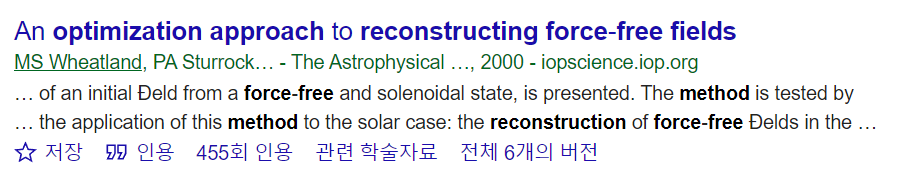 An optimization approach to reconstructing force-free fields
MS Wheatland, PA Sturrock… - The Astrophysical …, 2000 - iopscience.iop.org
… of an initial Ðeld from a force-free and solenoidal state, is presented. The method is tested by
… the application of this method to the solar case: the reconstruction of force-free Ðelds in the …
저장 인용 455회 인용 관련 학술자료 전체 6개의 버전